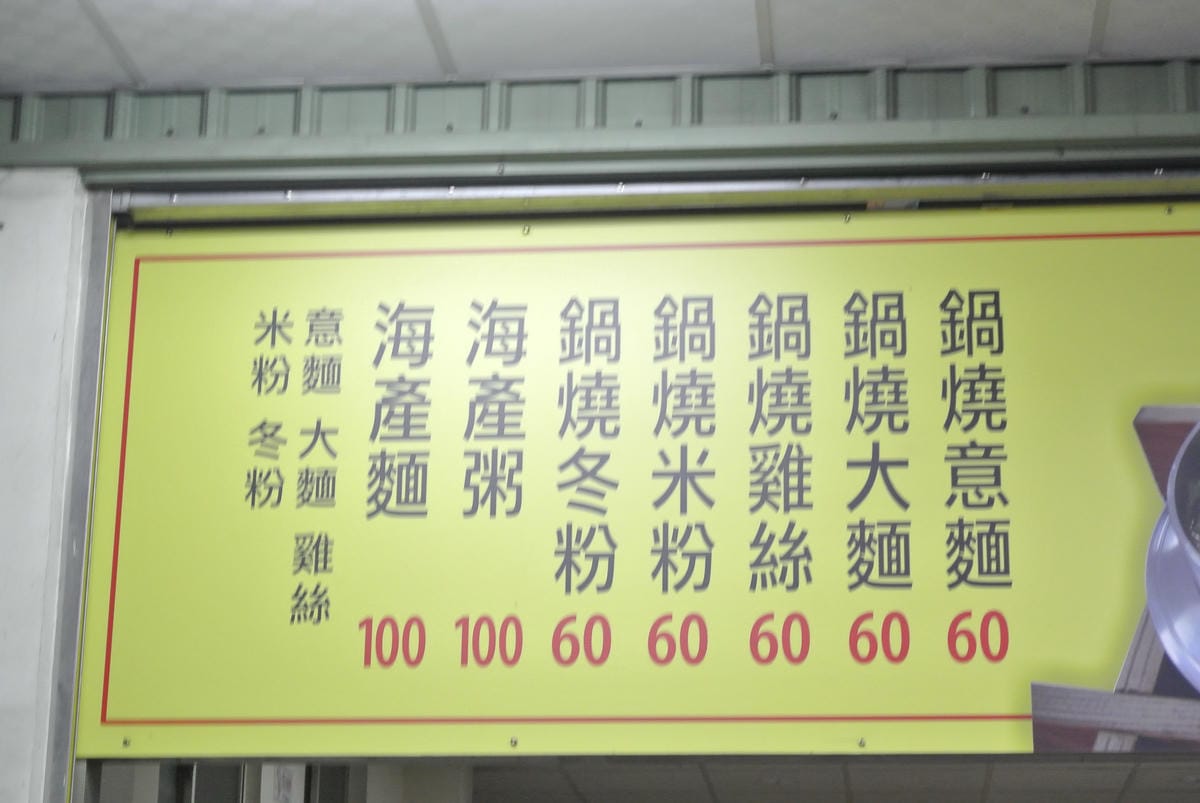 鍋燒意麵 60
鍋燒大麵 60
鍋燒雞絲 60
鍋燒米粉 60
鍋燒冬粉 60
海產粥 100
海產麵 100
意麵 大麵 雞絲
米粉 冬粉